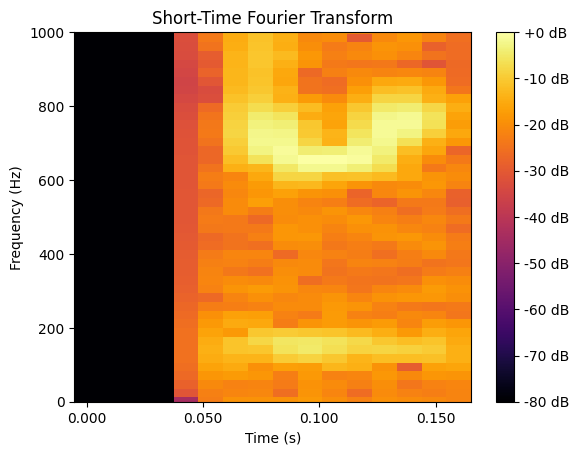 Short-Time Fourier Transform
1000
800
600
400
200
0
Frequency (Hz)
0.000
0.050
0.100
0.150
Time (s)
+0 dB
-10 dB
-20 dB
-30 dB
-40 dB
-50 dB
-60 dB
-70 dB
-80 dB